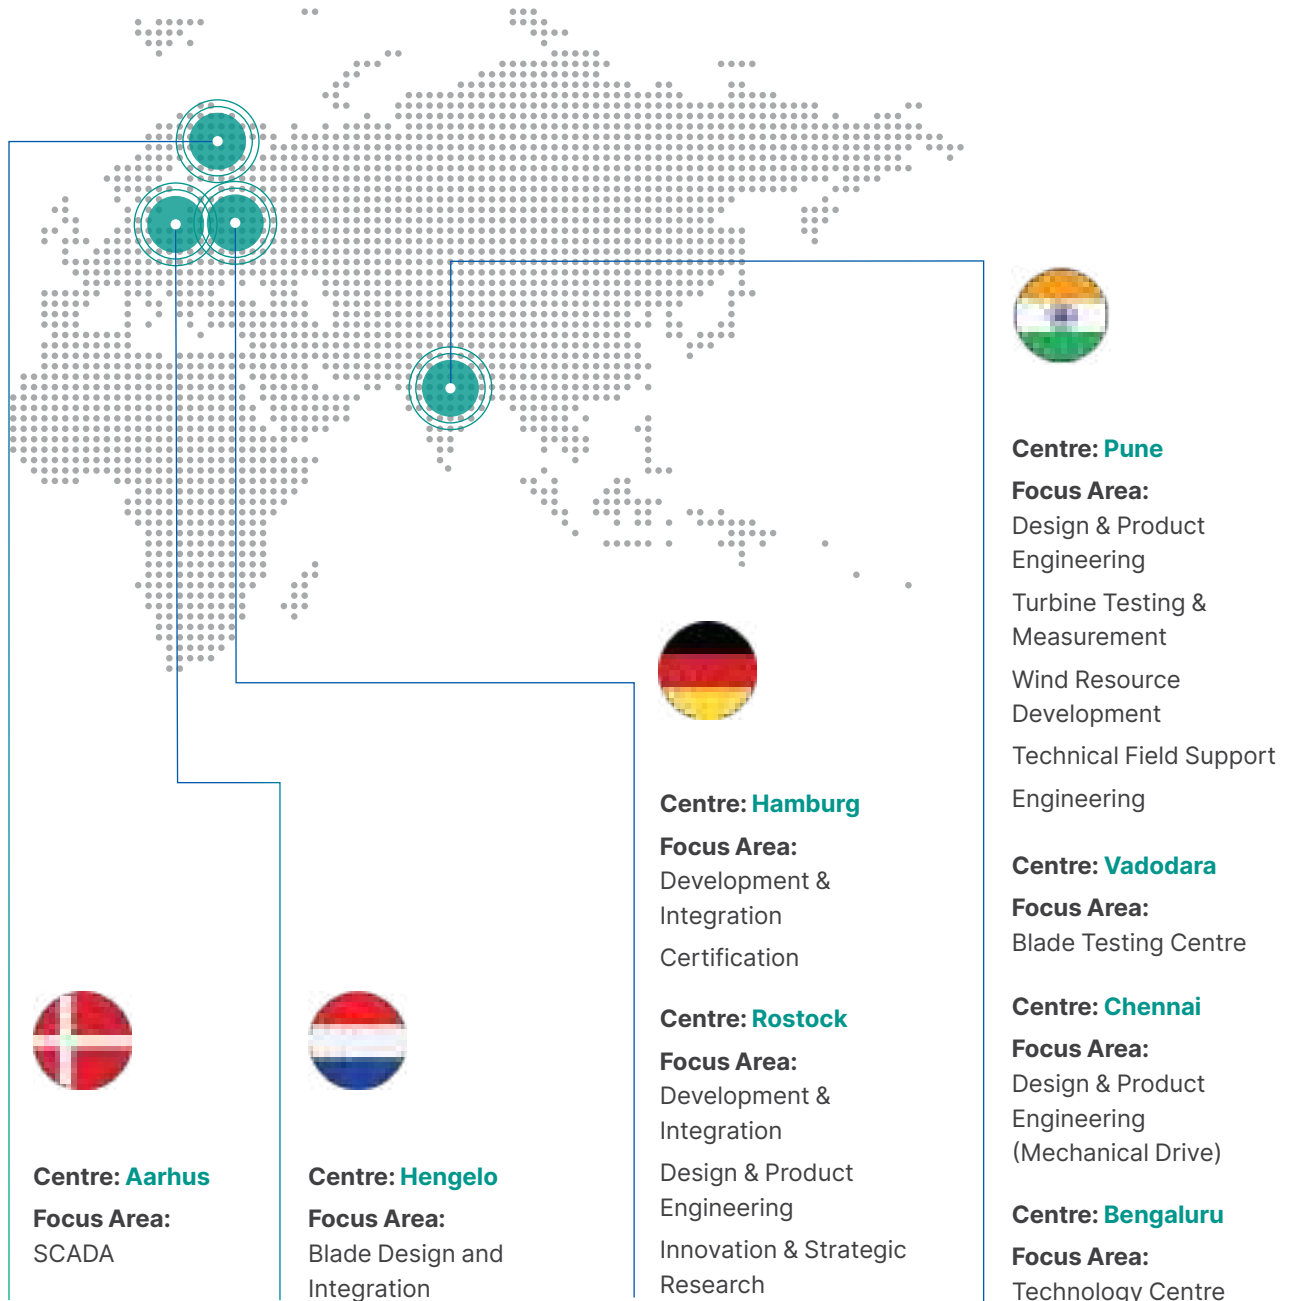 Centre: Pune
Focus Area:
Design & Product
Engineering
Turbine Testing &
Measurement
Wind Resource
Development
Technical Field Support
Engineering
Centre: Vadodara
Focus Area:
Blade Testing Centre
Centre: Chennai
Focus Area:
Design & Product
Engineering
(Mechanical Drive)
Centre: Bengaluru
Focus Area:
Technology Centre
Centre: Hamburg
Focus Area:
Development &
Integration
Certification
Centre: Rostock
Focus Area:
Development &
Integration
Design & Product
Engineering
Innovation & Strategic
Research
Centre: Aarhus
Focus Area:
SCADA
Centre: Hengelo
Focus Area:
Blade Design and
Integration